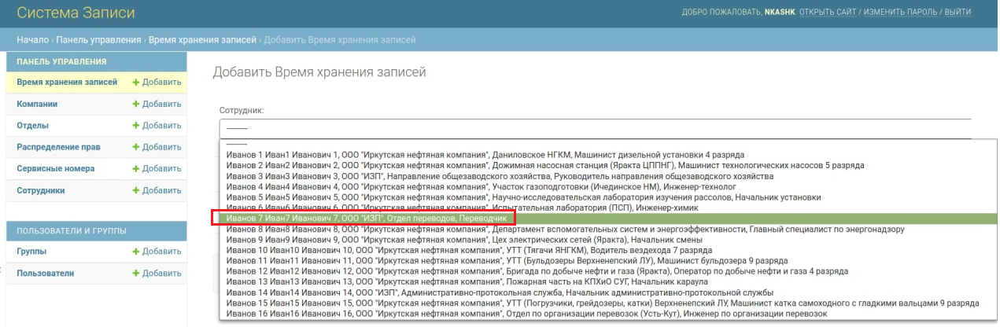 Система Записи
ДОБРО ПОЖАЛОВАТЬ, NKASHK. ОТКРЫТЬ САЙТ / ИЗМЕНИТЬ ПАРОЛЬ / ВЫЙТИ
Начало › Панель управления › Время хранения записей › Добавить Время хранения записей
ПАНЕЛЬ УПРАВЛЕНИЯ
Время хранения записей + Добавить
Компании + Добавить
Отделы + Добавить
Распределение прав + Добавить
Сервисные номера + Добавить
Сотрудники + Добавить
ПОЛЬЗОВАТЕЛИ И ГРУППЫ
Группы + Добавить
Пользователи + Добавить
Добавить Время хранения записей
Сотрудник:
---------
---------
Иванов 1 Иван1 Иванович 1, ООО "Иркутская нефтяная компания", Даниловское НГКМ, Машинист дизельной установки 4 разряда
Иванов 2 Иван2 Иванович 2, ООО "Иркутская нефтяная компания", Дожимная насосная станция (Яракта ЦППНГ), Машинист технологических насосов 5 разряда
Иванов 3 Иван3 Иванович 3, ООО "ИЗП", Направление общезаводского хозяйства, Руководитель направления общезаводского хозяйства
Иванов 4 Иван4 Иванович 4, ООО "Иркутская нефтяная компания", Участок газоподготовки (Ичединское НМ), Инженер-технолог
Иванов 5 Иван5 Иванович 5, ООО "Иркутская нефтяная компания", Научно-исследовательская лаборатория изучения рассолов, Начальник установки
Иванов 6 Иван6 Иванович 6, ООО "Иркутская нефтяная компания", Испытательная лаборатория (ПСП), Инженер-химик
Иванов 7 Иван7 Иванович 7, ООО "ИЗП", Отдел переводов, Переводчик
Иванов 8 Иван8 Иванович 8, ООО "Иркутская нефтяная компания", Департамент вспомогательных систем и энергоэффективности, Главный специалист по энергонадзору
Иванов 9 Иван9 Иванович 9, ООО "Иркутская нефтяная компания", Цех электрических сетей (Яракта), Начальник смены
Иванов 10 Иван10 Иванович 10, ООО "Иркутская нефтяная компания", УТТ (Тягачи ЯНГКМ), Водитель вездехода 7 разряда
Иванов 11 Иван11 Иванович 11, ООО "Иркутская нефтяная компания", УТТ (Бульдозеры Верхненепский ЛУ), Машинист бульдозера 9 разряда
Иванов 12 Иван12 Иванович 12, ООО "Иркутская нефтяная компания", Бригада по добыче нефти и газа (Яракта), Оператор по добыче нефти и газа 4 разряда
Иванов 13 Иван13 Иванович 13, ООО "Иркутская нефтяная компания", Пожарная часть на КПХиО СУГ, Начальник караула
Иванов 14 Иван14 Иванович 14, ООО "ИЗП", Административно-протокольная служба, Начальник административно-протокольной службы
Иванов 15 Иван15 Иванович 15, ООО "Иркутская нефтяная компания", УТТ (Погрузчики, грейдозеры, катки) Верхненепский ЛУ, Машинист катка самоходного с гладкими вальцами 9 разряда
Иванов 16 Иван16 Иванович 16, ООО "Иркутская нефтяная компания", Отдел по организации перевозок (Усть-Кут), Инженер по организации перевозок